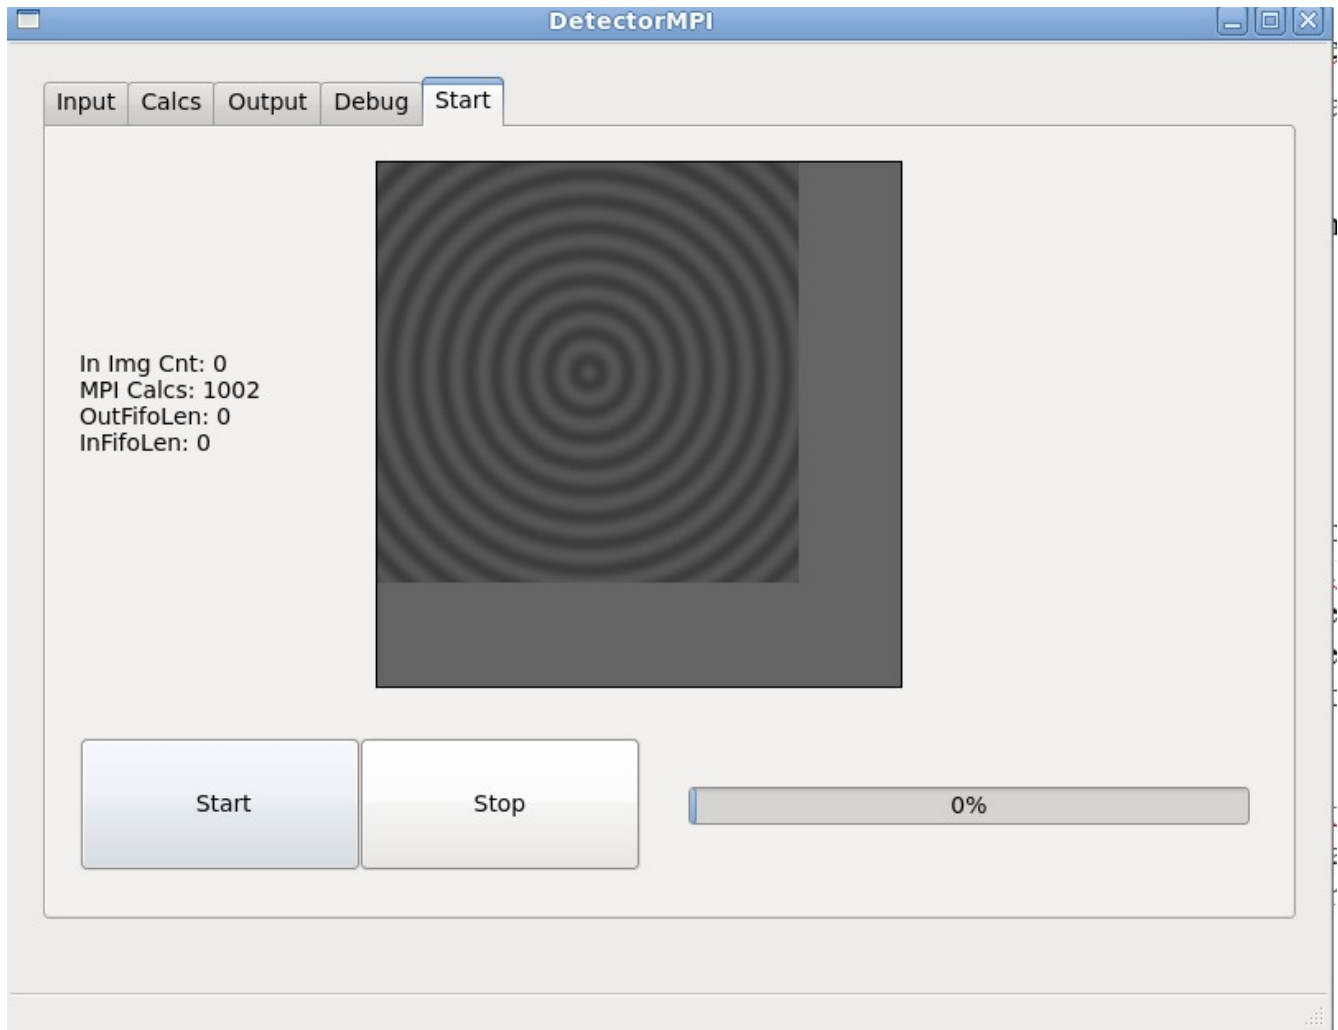 DetectorMPI
Input Calcs Output Debug Start
In Img Cnt: 0
MPI Calcs: 1002
OutFifoLen: 0
InFifoLen: 0
Start Stop 0%